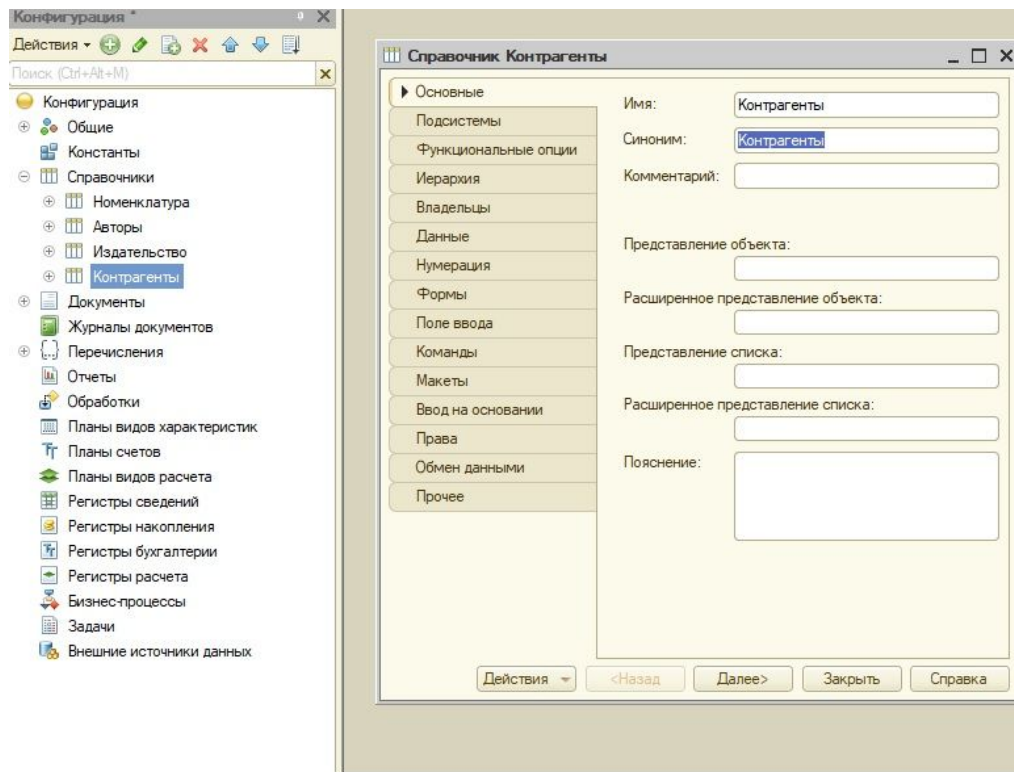 Конфигурация *
Действия
Поиск (Ctrl+Alt+M)
Конфигурация
Общие
Константы
Справочники
Номенклатура
Авторы
Издательство
Контрагенты
Документы
Журналы документов
Перечисления
Отчеты
Обработки
Планы видов характеристик
Планы счетов
Планы видов расчета
Регистры сведений
Регистры накопления
Регистры бухгалтерии
Регистры расчета
Бизнес-процессы
Задачи
Внешние источники данных
Справочник Контрагенты
Основные
Подсистемы
Функциональные опции
Иерархия
Владельцы
Данные
Нумерация
Формы
Поле ввода
Команды
Макеты
Ввод на основании
Права
Обмен данными
Прочее
Имя: Контрагенты
Синоним: Контрагенты
Комментарий:
Представление объекта:
Расширенное представление объекта:
Представление списка:
Расширенное представление списка:
Пояснение:
Действия <Назад Далее> Закрыть Справка